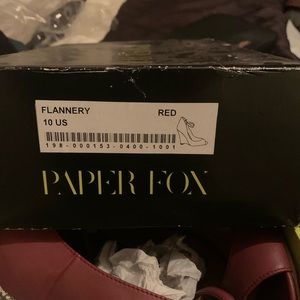 FLANNERY RED
10 US
198-000153-0400-1001
PAPER FOX